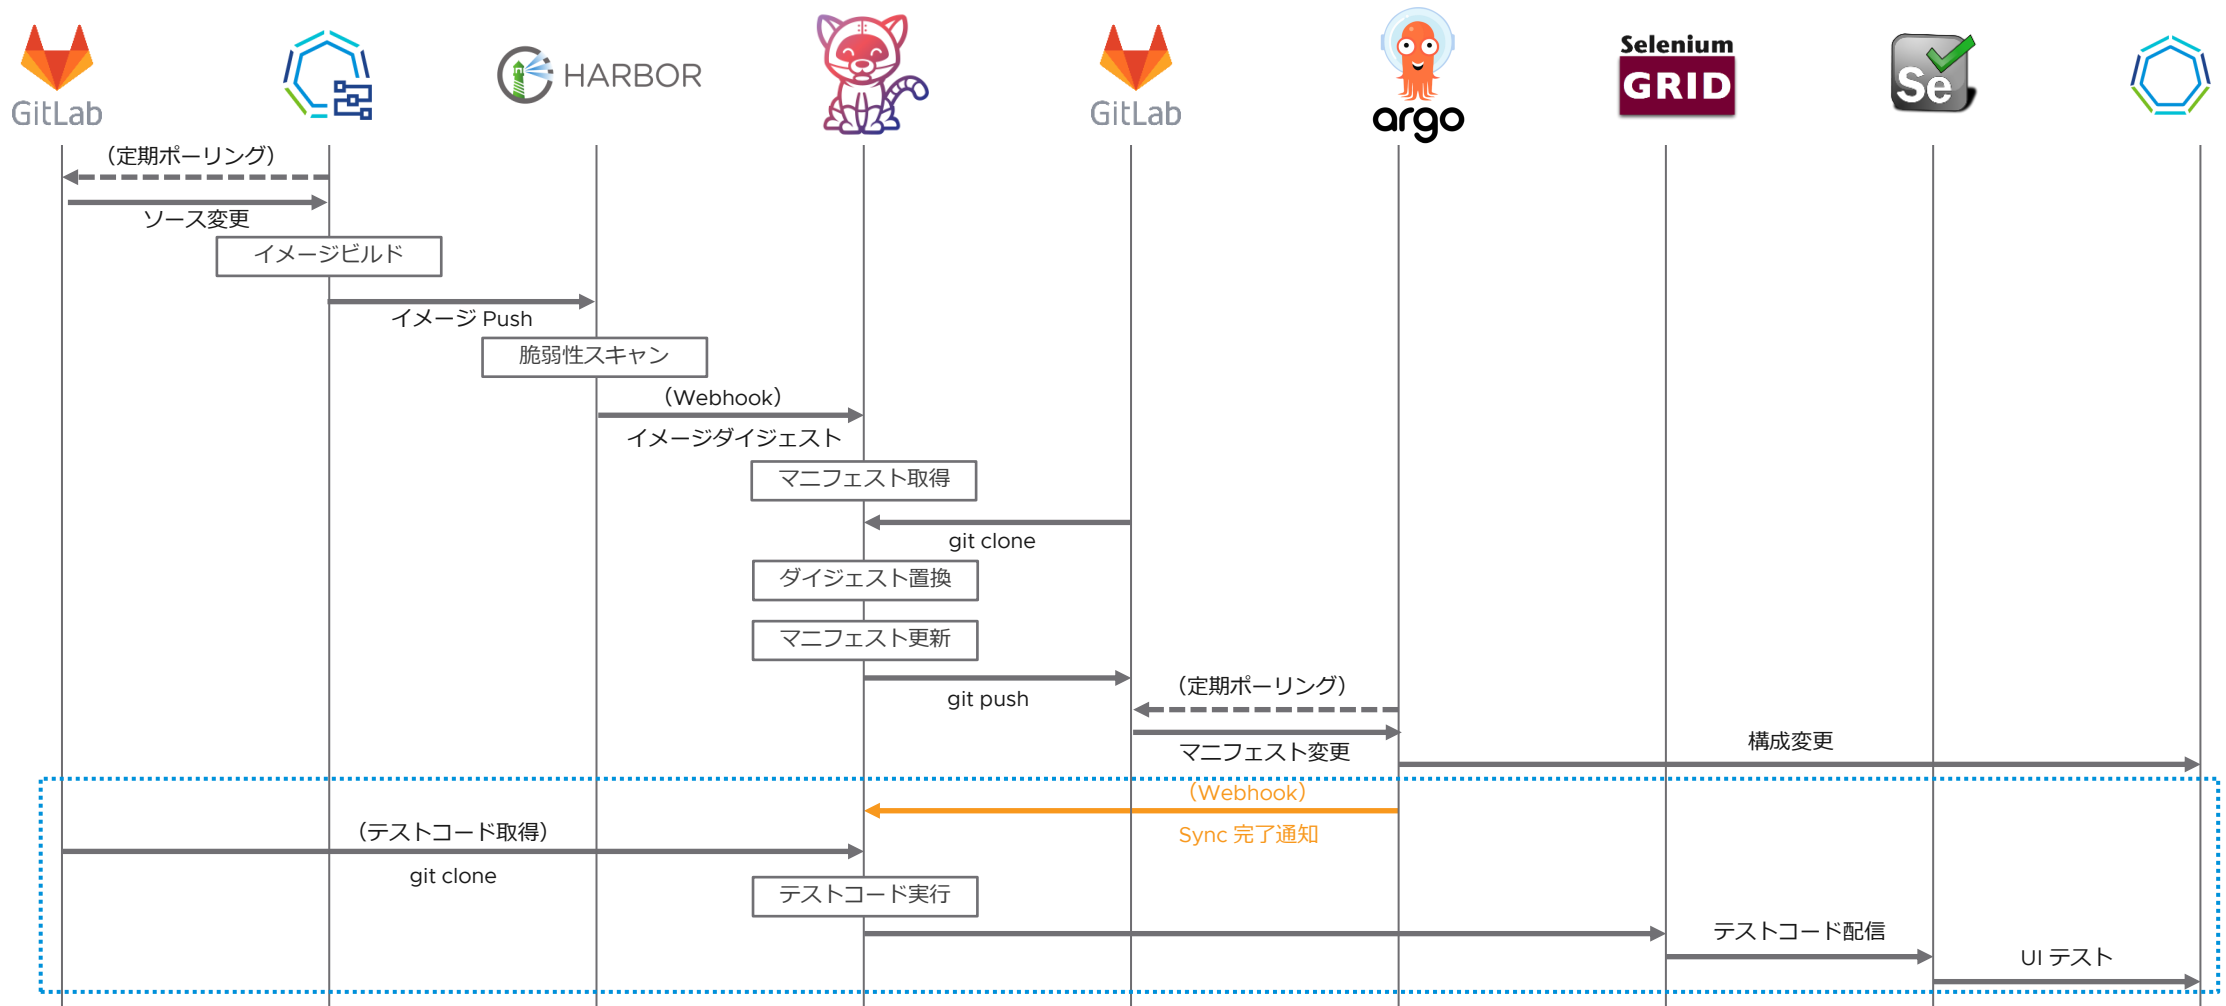 GitLab
HARBOR
GitLab
argo
Selenium
GRID
Se
（定期ポーリング）
ソース変更
イメージビルド
イメージ Push
脆弱性スキャン
（Webhook）
イメージダイジェスト
マニフェスト取得
git clone
ダイジェスト置換
マニフェスト更新
git push
（定期ポーリング）
マニフェスト変更
構成変更
（Webhook）
Sync 完了通知
（テストコード取得）
git clone
テストコード実行
テストコード配信
UI テスト